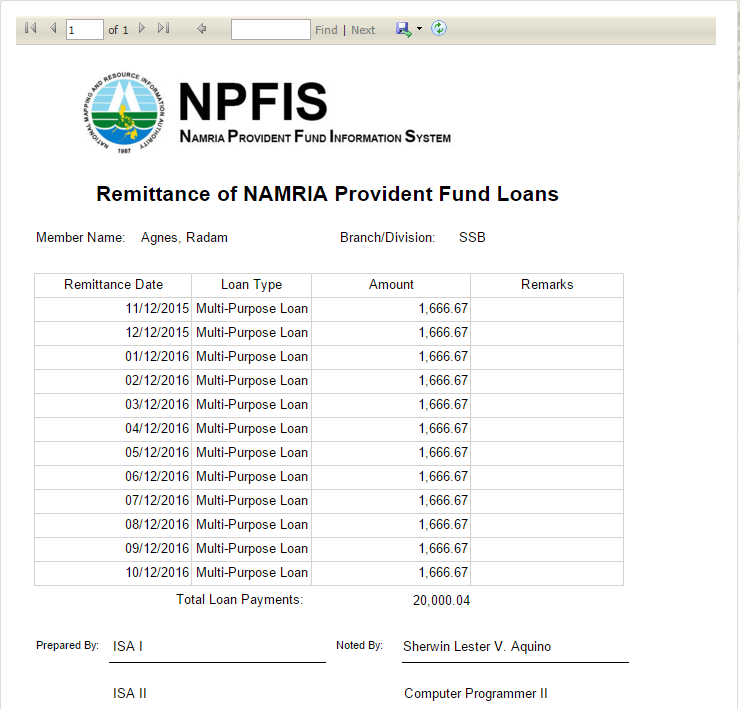 1 of 1 Find | Next
NATIONAL MAPPING AND RESOURCE INFORMATION AUTHORITY
1987
NPFIS
NAMRIA PROVIDENT FUND INFORMATION SYSTEM
Remittance of NAMRIA Provident Fund Loans
Member Name: Agnes, Radam Branch/Division: SSB
Remittance Date Loan Type Amount Remarks
11/12/2015 Multi-Purpose Loan 1,666.67
12/12/2015 Multi-Purpose Loan 1,666.67
01/12/2016 Multi-Purpose Loan 1,666.67
02/12/2016 Multi-Purpose Loan 1,666.67
03/12/2016 Multi-Purpose Loan 1,666.67
04/12/2016 Multi-Purpose Loan 1,666.67
05/12/2016 Multi-Purpose Loan 1,666.67
06/12/2016 Multi-Purpose Loan 1,666.67
07/12/2016 Multi-Purpose Loan 1,666.67
08/12/2016 Multi-Purpose Loan 1,666.67
09/12/2016 Multi-Purpose Loan 1,666.67
10/12/2016 Multi-Purpose Loan 1,666.67
Total Loan Payments: 20,000.04
Prepared By: ISA I Noted By: Sherwin Lester V. Aquino
ISA II Computer Programmer II